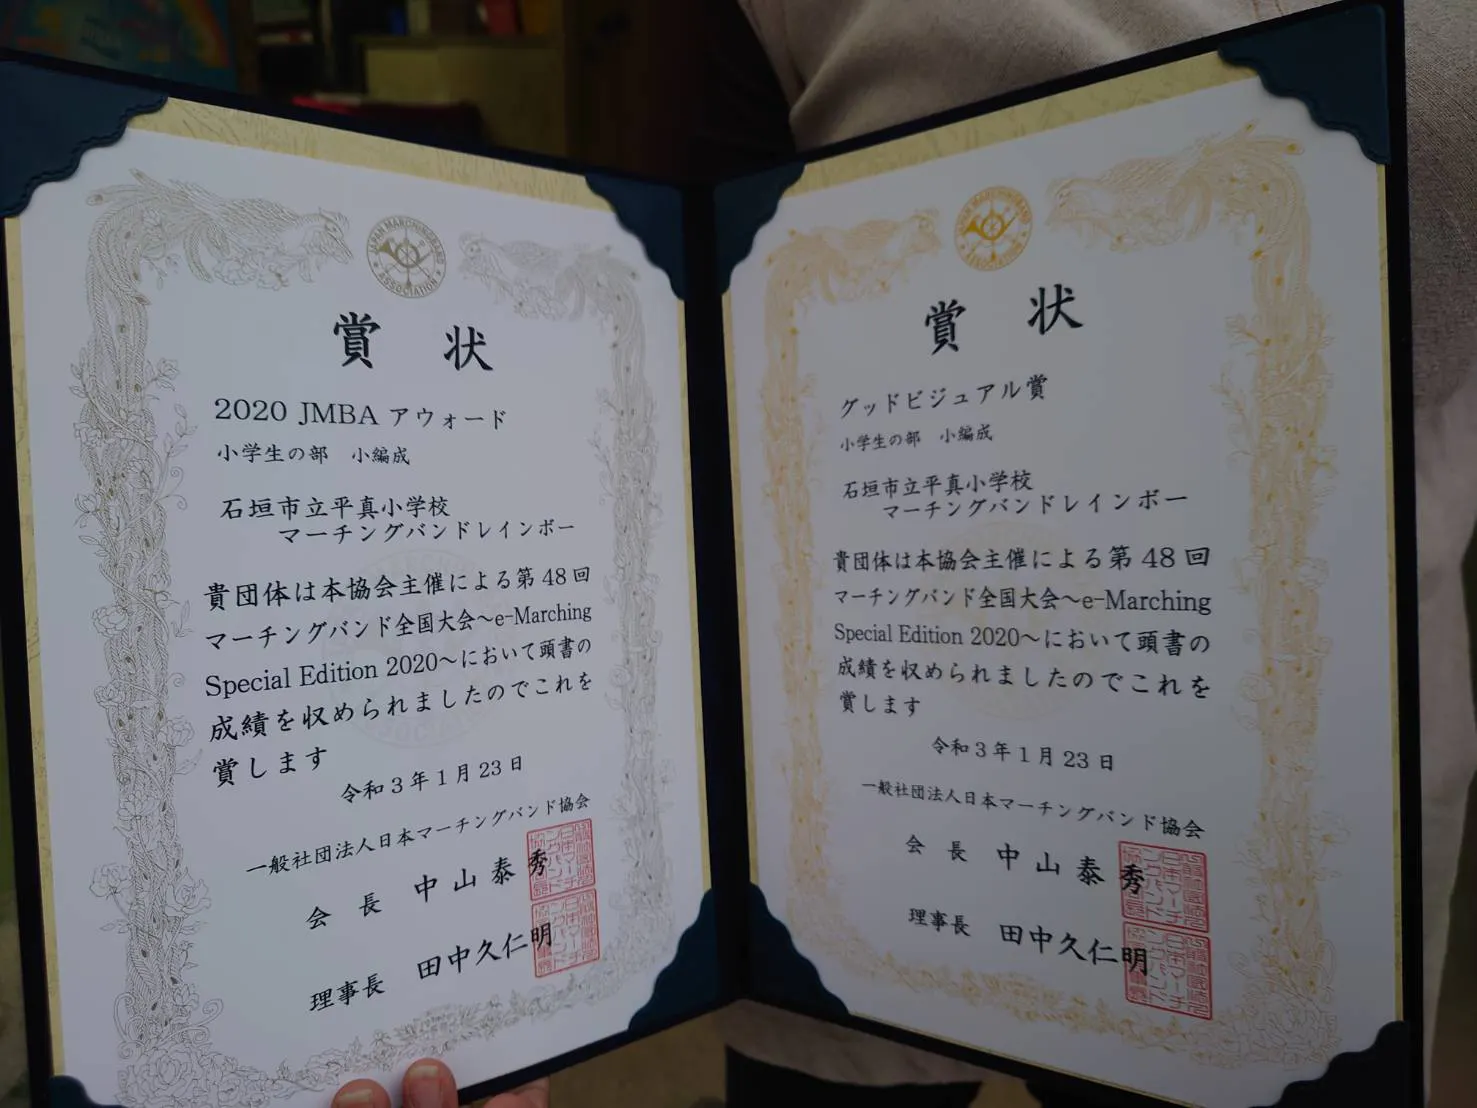 JAPAN MARCHING BAND ASSOCIATION
賞状
2020 JMBA アウォード
小学生の部 小編成
石垣市立平真小学校
マーチングバンドレインボー
貴団体は本協会主催による第48回
マーチングバンド全国大会～e-Marching
Special Edition 2020～において頭書の
成績を収められましたのでこれを
賞します
令和3年1月23日
一般社団法人日本マーチングバンド協会
会長 中山泰秀
理事長 田中久仁明
JAPAN MARCHING BAND ASSOCIATION
賞状
グッドビジュアル賞
小学生の部 小編成
石垣市立平真小学校
マーチングバンドレインボー
貴団体は本協会主催による第48回
マーチングバンド全国大会～e-Marching
Special Edition 2020～において頭書の
成績を収められましたのでこれを
賞します
令和3年1月23日
一般社団法人日本マーチングバンド協会
会長 中山泰秀
理事長 田中久仁明